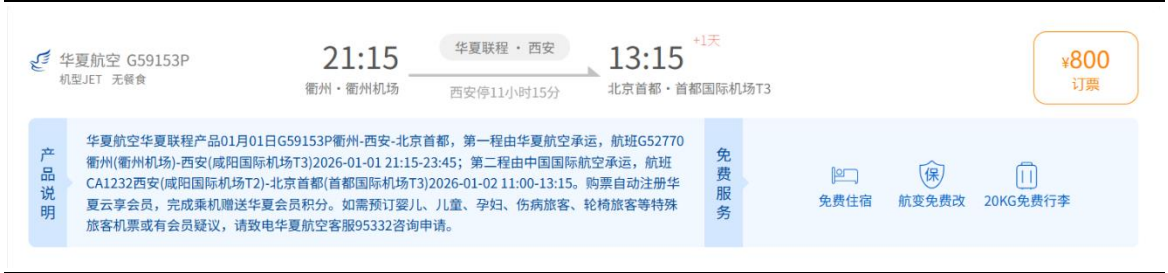 华夏航空 G59153P
机型JET 无餐食
21:15
衢州·衢州机场
华夏联程 · 西安
西安停11小时15分
13:15 +1天
北京首都·首都国际机场T3
¥800
订票
产品说明
华夏航空华夏联程产品01月01日G59153P衢州-西安-北京首都，第一程由华夏航空承运，航班G52770
衢州(衢州机场)-西安(咸阳国际机场T3)2026-01-01 21:15-23:45；第二程由中国国际航空承运，航班
CA1232西安(咸阳国际机场T2)-北京首都(首都国际机场T3)2026-01-02 11:00-13:15。购票自动注册华
夏云享会员，完成乘机赠送华夏会员积分。如需预订婴儿、儿童、孕妇、伤病旅客、轮椅旅客等特殊
旅客机票或有会员疑议，请致电华夏航空客服95332咨询申请。
免费服务
免费住宿
保
航变免费改
20KG免费行李